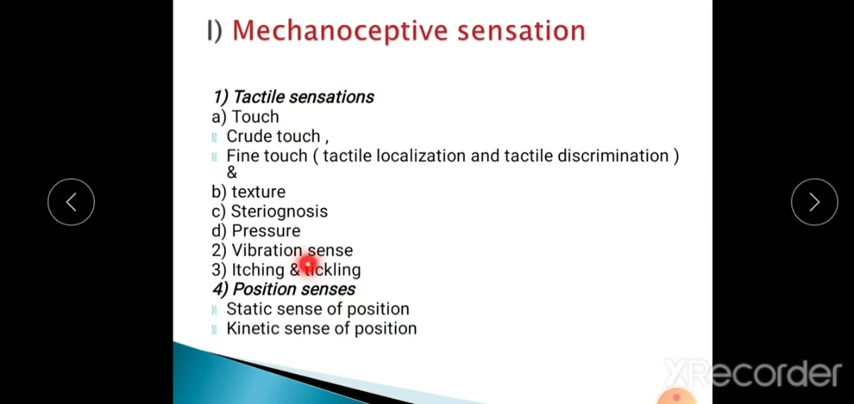 I) Mechanoceptive sensation
1) Tactile sensations
a) Touch
Crude touch ,
Fine touch ( tactile localization and tactile discrimination )
&
b) texture
c) Steriognosis
d) Pressure
2) Vibration sense
3) Itching & tickling
4) Position senses
Static sense of position
Kinetic sense of position
XRecorder